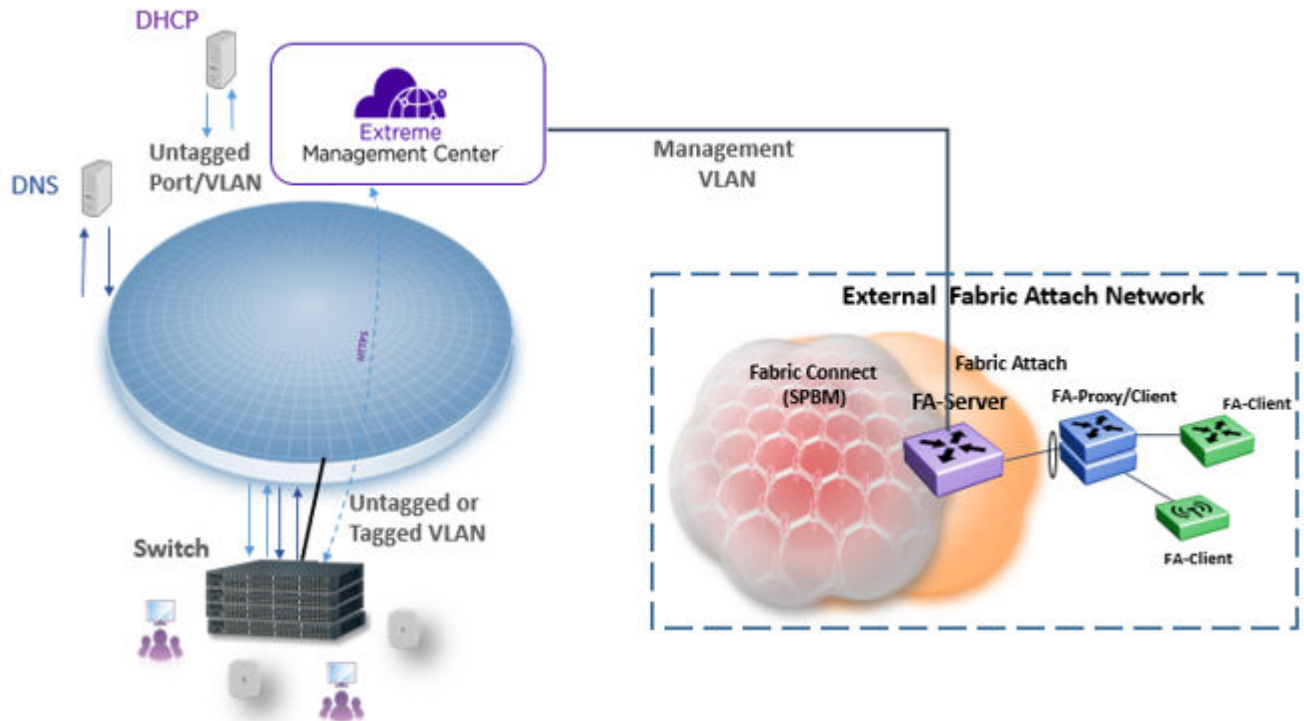 DHCP
Extreme
Management Center
Untagged
Port/VLAN
DNS
Management
VLAN
HTTPS
External Fabric Attach Network
Fabric Attach
Fabric Connect
(SPBM)
FA-Server
FA-Proxy/Client
FA-Client
FA-Client
Untagged or
Tagged VLAN
Switch